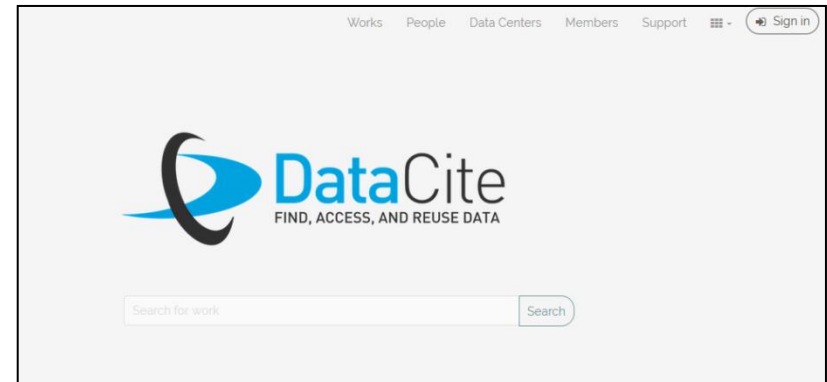 Works People Data Centers Members Support Sign in
DataCite
FIND, ACCESS, AND REUSE DATA
Search for work Search